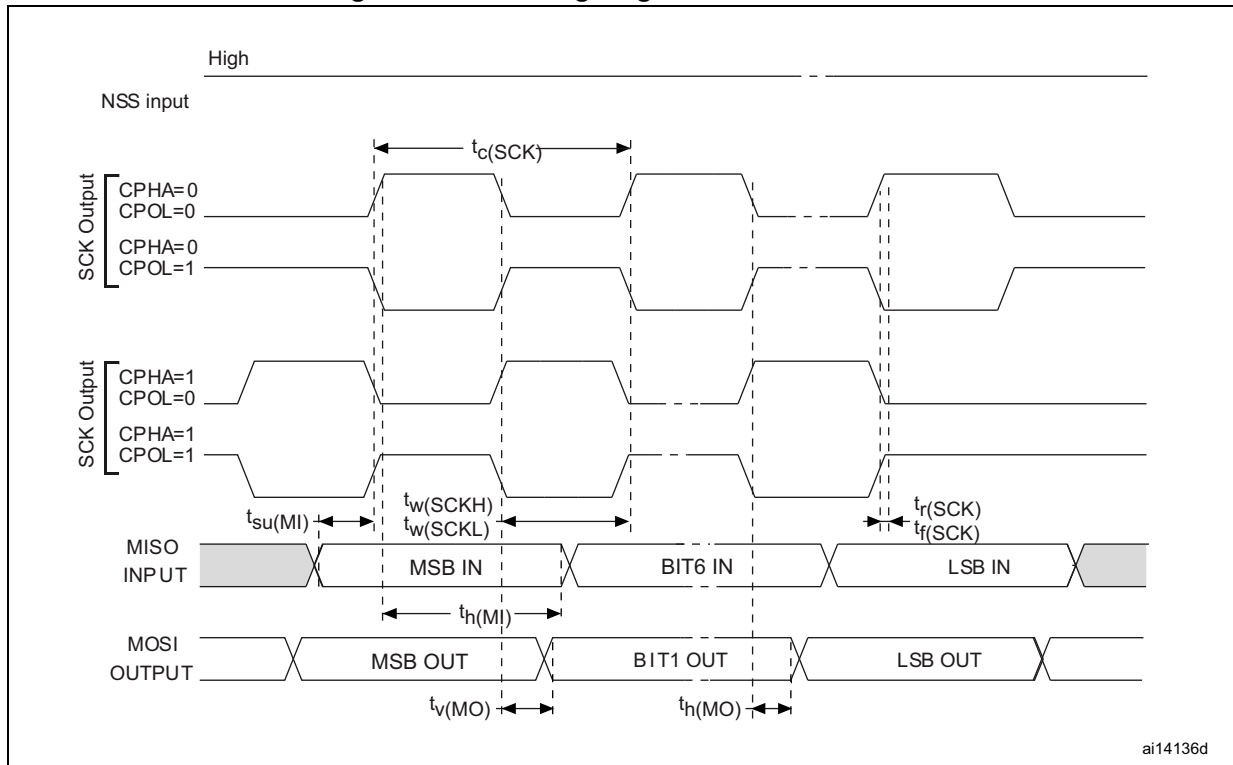 High
NSS input
tc(SCK)
SCK Output
CPHA=0
CPOL=0
CPHA=0
CPOL=1
SCK Output
CPHA=1
CPOL=0
CPHA=1
CPOL=1
tw(SCKH)
tw(SCKL)
tr(SCK)
tf(SCK)
tsu(MI)
MISO
INPUT
MSB IN
BIT6 IN
LSB IN
th(MI)
MOSI
OUTPUT
MSB OUT
BIT1 OUT
LSB OUT
tv(MO)
th(MO)
ai14136d